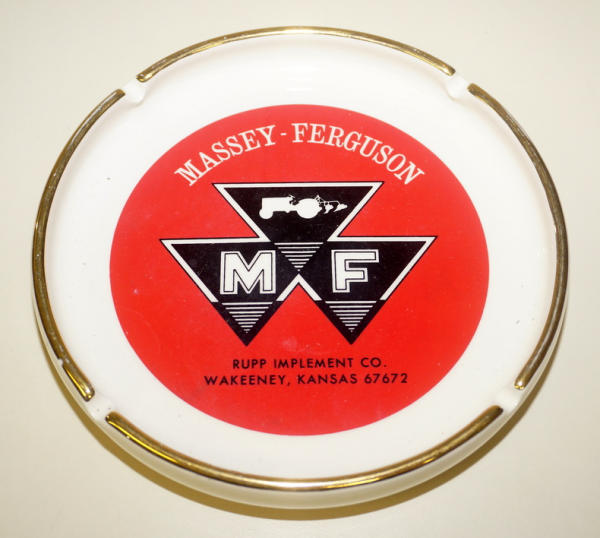 MASSEY-FERGUSON
M F
RUPP IMPLEMENT CO.
WAKEENEY, KANSAS 67672